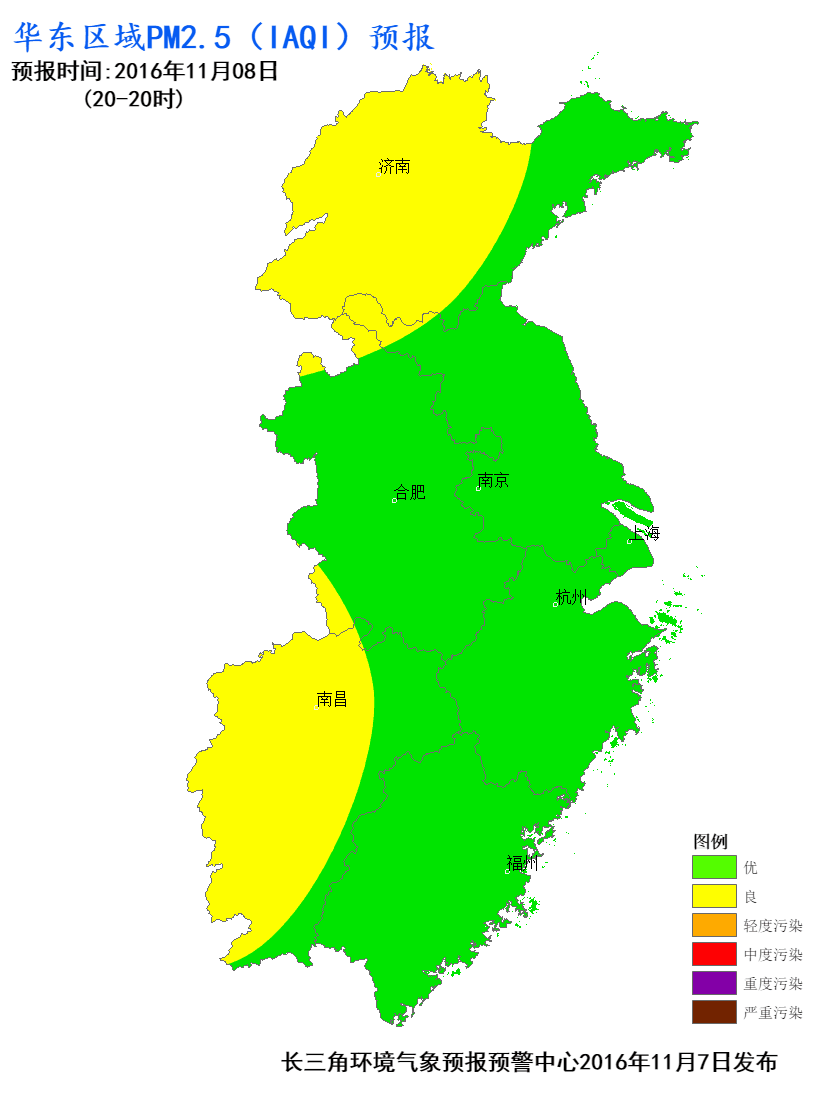 华东区域PM2.5（IAQI）预报
预报时间:2016年11月08日
(20-20时)
济南
合肥
南京
上海
杭州
南昌
福州
图例
优
良
轻度污染
中度污染
重度污染
严重污染
长三角环境气象预报预警中心2016年11月7日发布